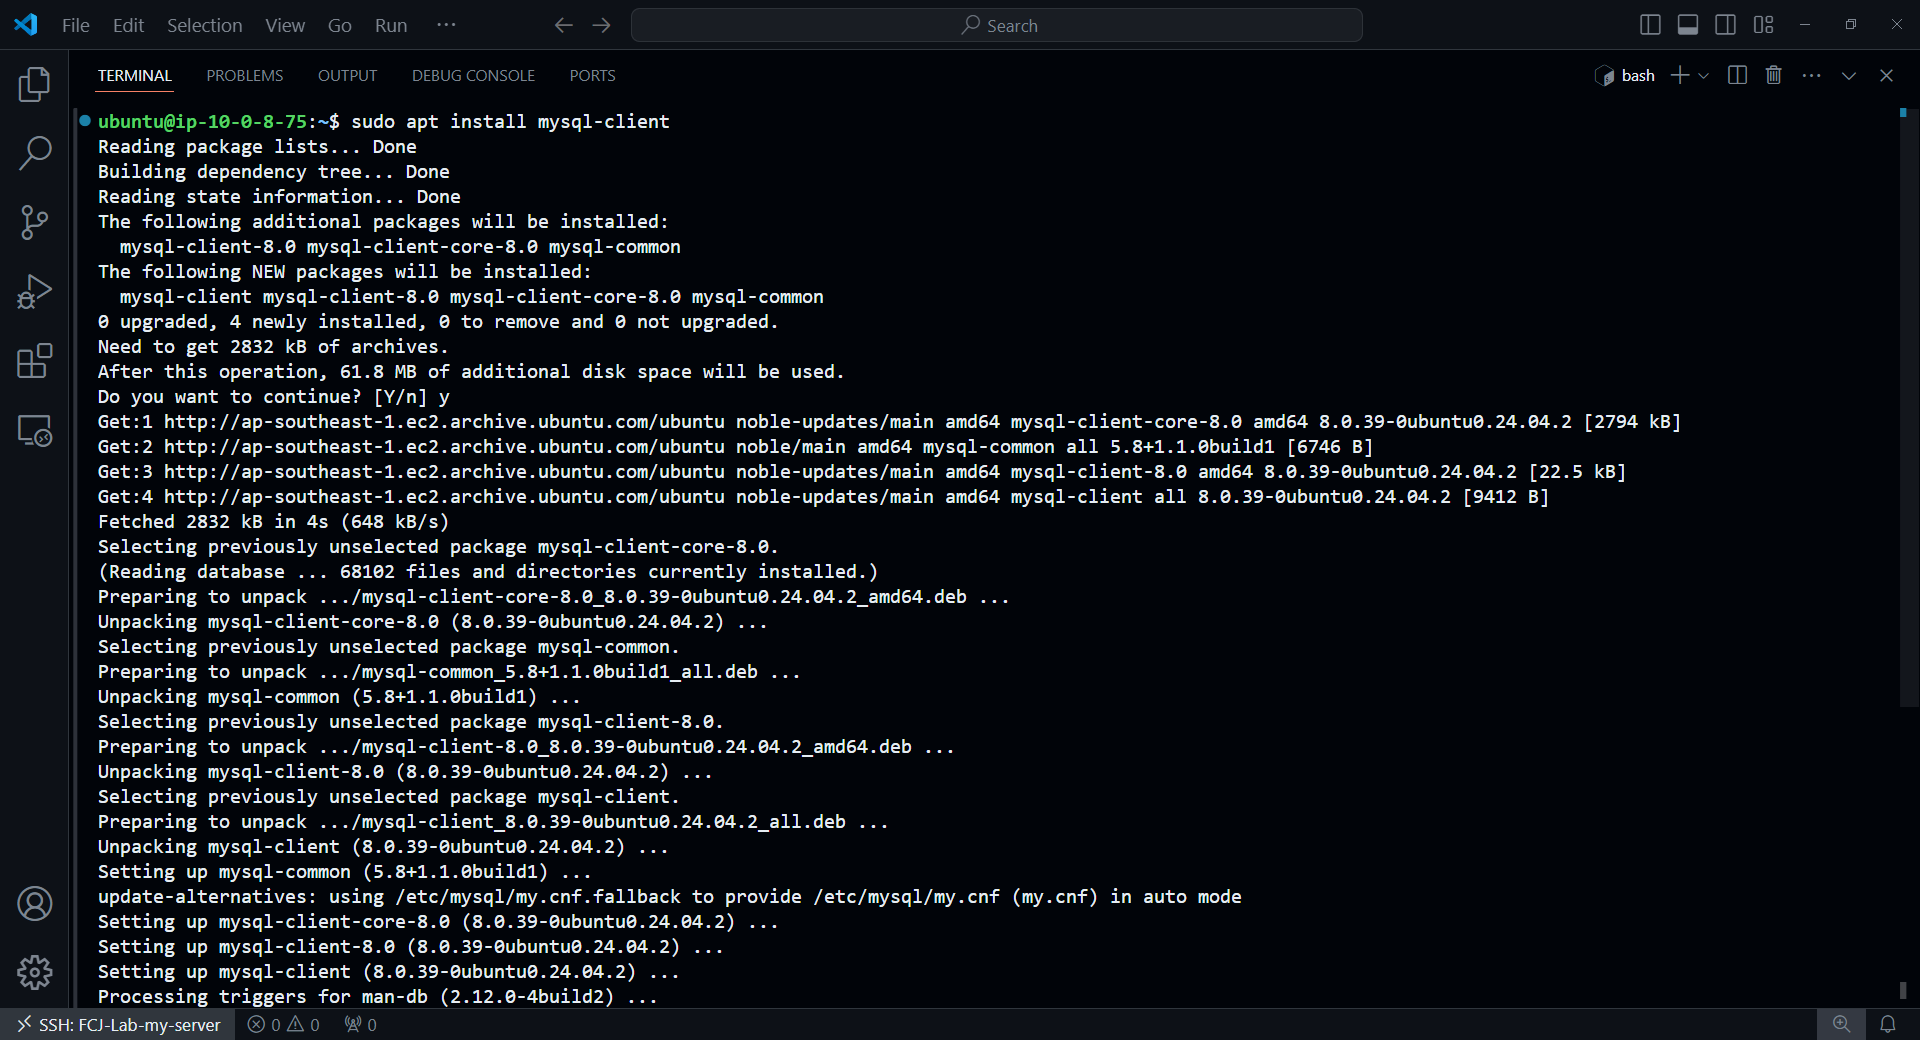 File Edit Selection View Go Run ··· Search
TERMINAL PROBLEMS OUTPUT DEBUG CONSOLE PORTS bash
ubuntu@ip-10-0-8-75:~$ sudo apt install mysql-client
Reading package lists... Done
Building dependency tree... Done
Reading state information... Done
The following additional packages will be installed:
  mysql-client-8.0 mysql-client-core-8.0 mysql-common
The following NEW packages will be installed:
  mysql-client mysql-client-8.0 mysql-client-core-8.0 mysql-common
0 upgraded, 4 newly installed, 0 to remove and 0 not upgraded.
Need to get 2832 kB of archives.
After this operation, 61.8 MB of additional disk space will be used.
Do you want to continue? [Y/n] y
Get:1 http://ap-southeast-1.ec2.archive.ubuntu.com/ubuntu noble-updates/main amd64 mysql-client-core-8.0 amd64 8.0.39-0ubuntu0.24.04.2 [2794 kB]
Get:2 http://ap-southeast-1.ec2.archive.ubuntu.com/ubuntu noble/main amd64 mysql-common all 5.8+1.1.0build1 [6746 B]
Get:3 http://ap-southeast-1.ec2.archive.ubuntu.com/ubuntu noble-updates/main amd64 mysql-client-8.0 amd64 8.0.39-0ubuntu0.24.04.2 [22.5 kB]
Get:4 http://ap-southeast-1.ec2.archive.ubuntu.com/ubuntu noble-updates/main amd64 mysql-client all 8.0.39-0ubuntu0.24.04.2 [9412 B]
Fetched 2832 kB in 4s (648 kB/s)
Selecting previously unselected package mysql-client-core-8.0.
(Reading database ... 68102 files and directories currently installed.)
Preparing to unpack .../mysql-client-core-8.0_8.0.39-0ubuntu0.24.04.2_amd64.deb ...
Unpacking mysql-client-core-8.0 (8.0.39-0ubuntu0.24.04.2) ...
Selecting previously unselected package mysql-common.
Preparing to unpack .../mysql-common_5.8+1.1.0build1_all.deb ...
Unpacking mysql-common (5.8+1.1.0build1) ...
Selecting previously unselected package mysql-client-8.0.
Preparing to unpack .../mysql-client-8.0_8.0.39-0ubuntu0.24.04.2_amd64.deb ...
Unpacking mysql-client-8.0 (8.0.39-0ubuntu0.24.04.2) ...
Selecting previously unselected package mysql-client.
Preparing to unpack .../mysql-client_8.0.39-0ubuntu0.24.04.2_all.deb ...
Unpacking mysql-client (8.0.39-0ubuntu0.24.04.2) ...
Setting up mysql-common (5.8+1.1.0build1) ...
update-alternatives: using /etc/mysql/my.cnf.fallback to provide /etc/mysql/my.cnf (my.cnf) in auto mode
Setting up mysql-client-core-8.0 (8.0.39-0ubuntu0.24.04.2) ...
Setting up mysql-client-8.0 (8.0.39-0ubuntu0.24.04.2) ...
Setting up mysql-client (8.0.39-0ubuntu0.24.04.2) ...
Processing triggers for man-db (2.12.0-4build2) ...
SSH: FCJ-Lab-my-server 0 0 0